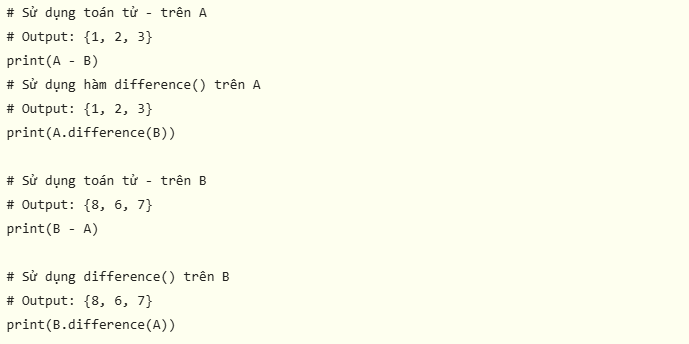 # Sử dụng toán tử - trên A
# Output: {1, 2, 3}
print(A - B)
# Sử dụng hàm difference() trên A
# Output: {1, 2, 3}
print(A.difference(B))
# Sử dụng toán tử - trên B
# Output: {8, 6, 7}
print(B - A)
# Sử dụng difference() trên B
# Output: {8, 6, 7}
print(B.difference(A))